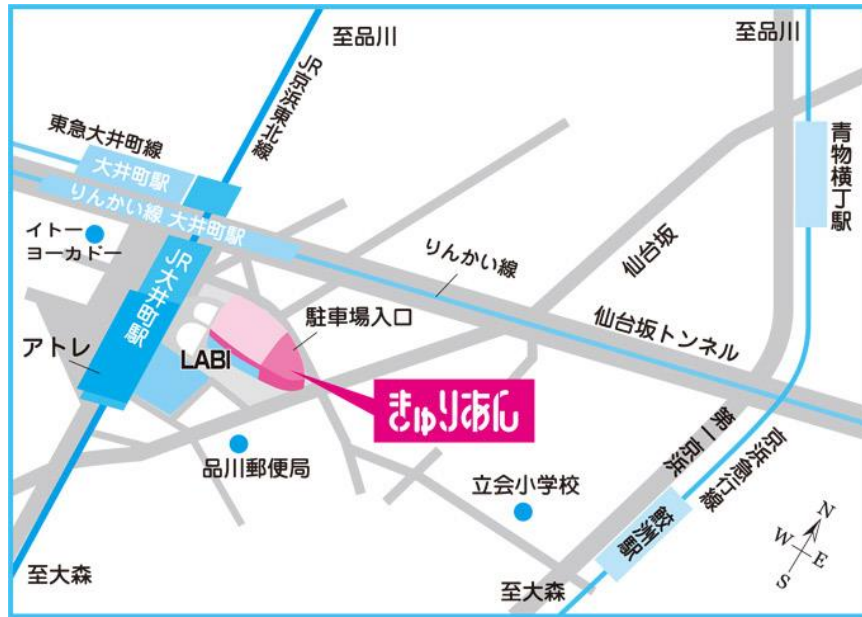 至品川
至品川
JR京浜東北線
東急大井町線
大井町駅
りんかい線 大井町駅
青物横丁駅
イトー
ヨーカドー
JR大井町駅
りんかい線
仙台坂
仙台坂トンネル
駐車場入口
アトレ
LABI
きゅりあん
品川郵便局
立会小学校
第一京浜
京浜急行線
鮫洲駅
至大森
至大森
N
W
E
S